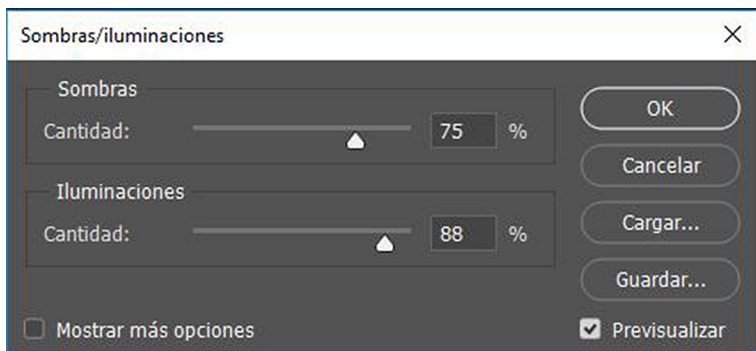 Sombras/iluminaciones
Sombras
Cantidad: 75 %
Iluminaciones
Cantidad: 88 %
Mostrar más opciones
OK
Cancelar
Cargar...
Guardar...
Previsualizar